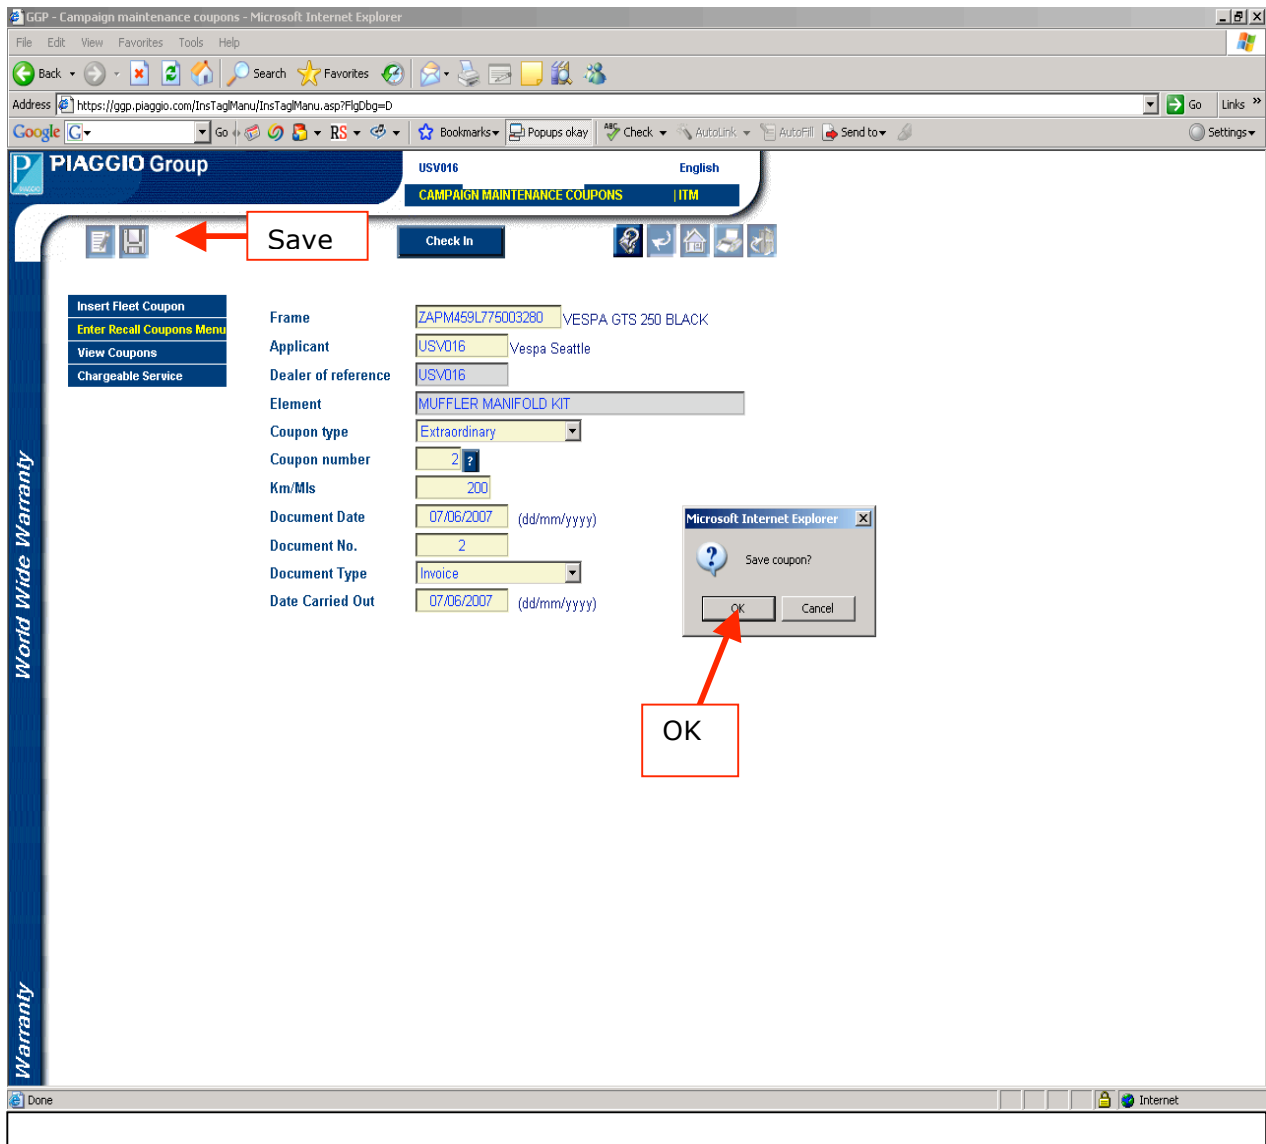 GGP - Campaign maintenance coupons - Microsoft Internet Explorer
File Edit View Favorites Tools Help
Back Search Favorites
Address https://ggp.piaggio.com/InsTaglManu/InsTaglManu.asp?FlgDbg=D Go Links »
Google G Go RS Bookmarks Popups okay ABC Check AutoLink AutoFill Send to Settings
P PIAGGIO Group
PIAGGIO
USV016 English
CAMPAIGN MAINTENANCE COUPONS | ITM
Save
Check In
Insert Fleet Coupon
Enter Recall Coupons Menu
View Coupons
Chargeable Service
Frame ZAPM459L775003280 VESPA GTS 250 BLACK
Applicant USV016 Vespa Seattle
Dealer of reference USV016
Element MUFFLER MANIFOLD KIT
Coupon type Extraordinary
Coupon number 2 ?
Km/Mls 200
Document Date 07/06/2007 (dd/mm/yyyy)
Document No. 2
Document Type Invoice
Date Carried Out 07/06/2007 (dd/mm/yyyy)
Microsoft Internet Explorer X
? Save coupon?
OK Cancel
OK
World Wide Warranty
Warranty
Done Internet